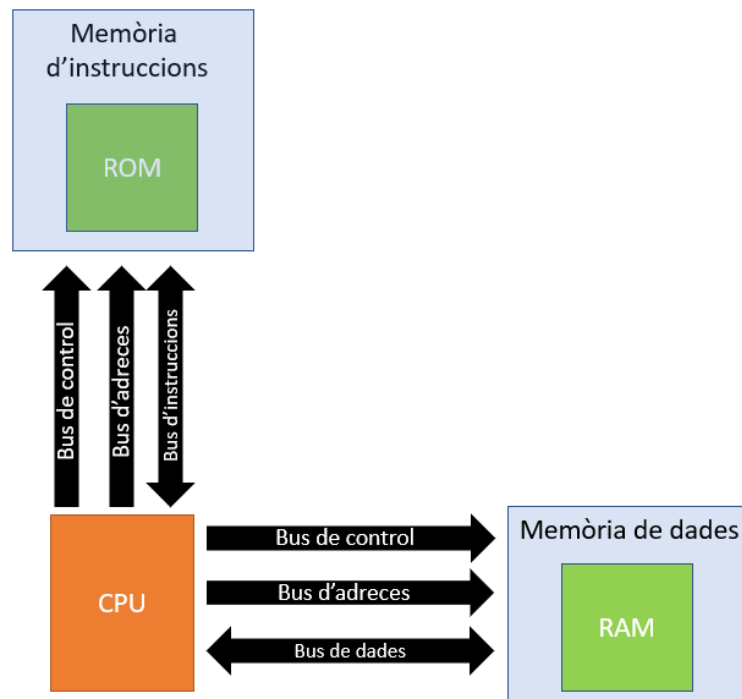 Memòria
d’instruccions
ROM
Bus de control
Bus d’adreces
Bus d’instruccions
CPU
Bus de control
Bus d’adreces
Bus de dades
Memòria de dades
RAM